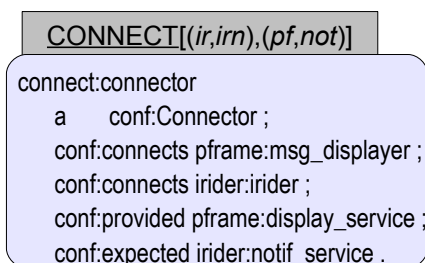 CONNECT[(ir,irn),(pf,not)]
connect:connector
a conf:Connector ;
conf:connects pframe:msg_displayer ;
conf:connects irider:irider ;
conf:provided pframe:display_service ;
conf:expected irider:notif_service .